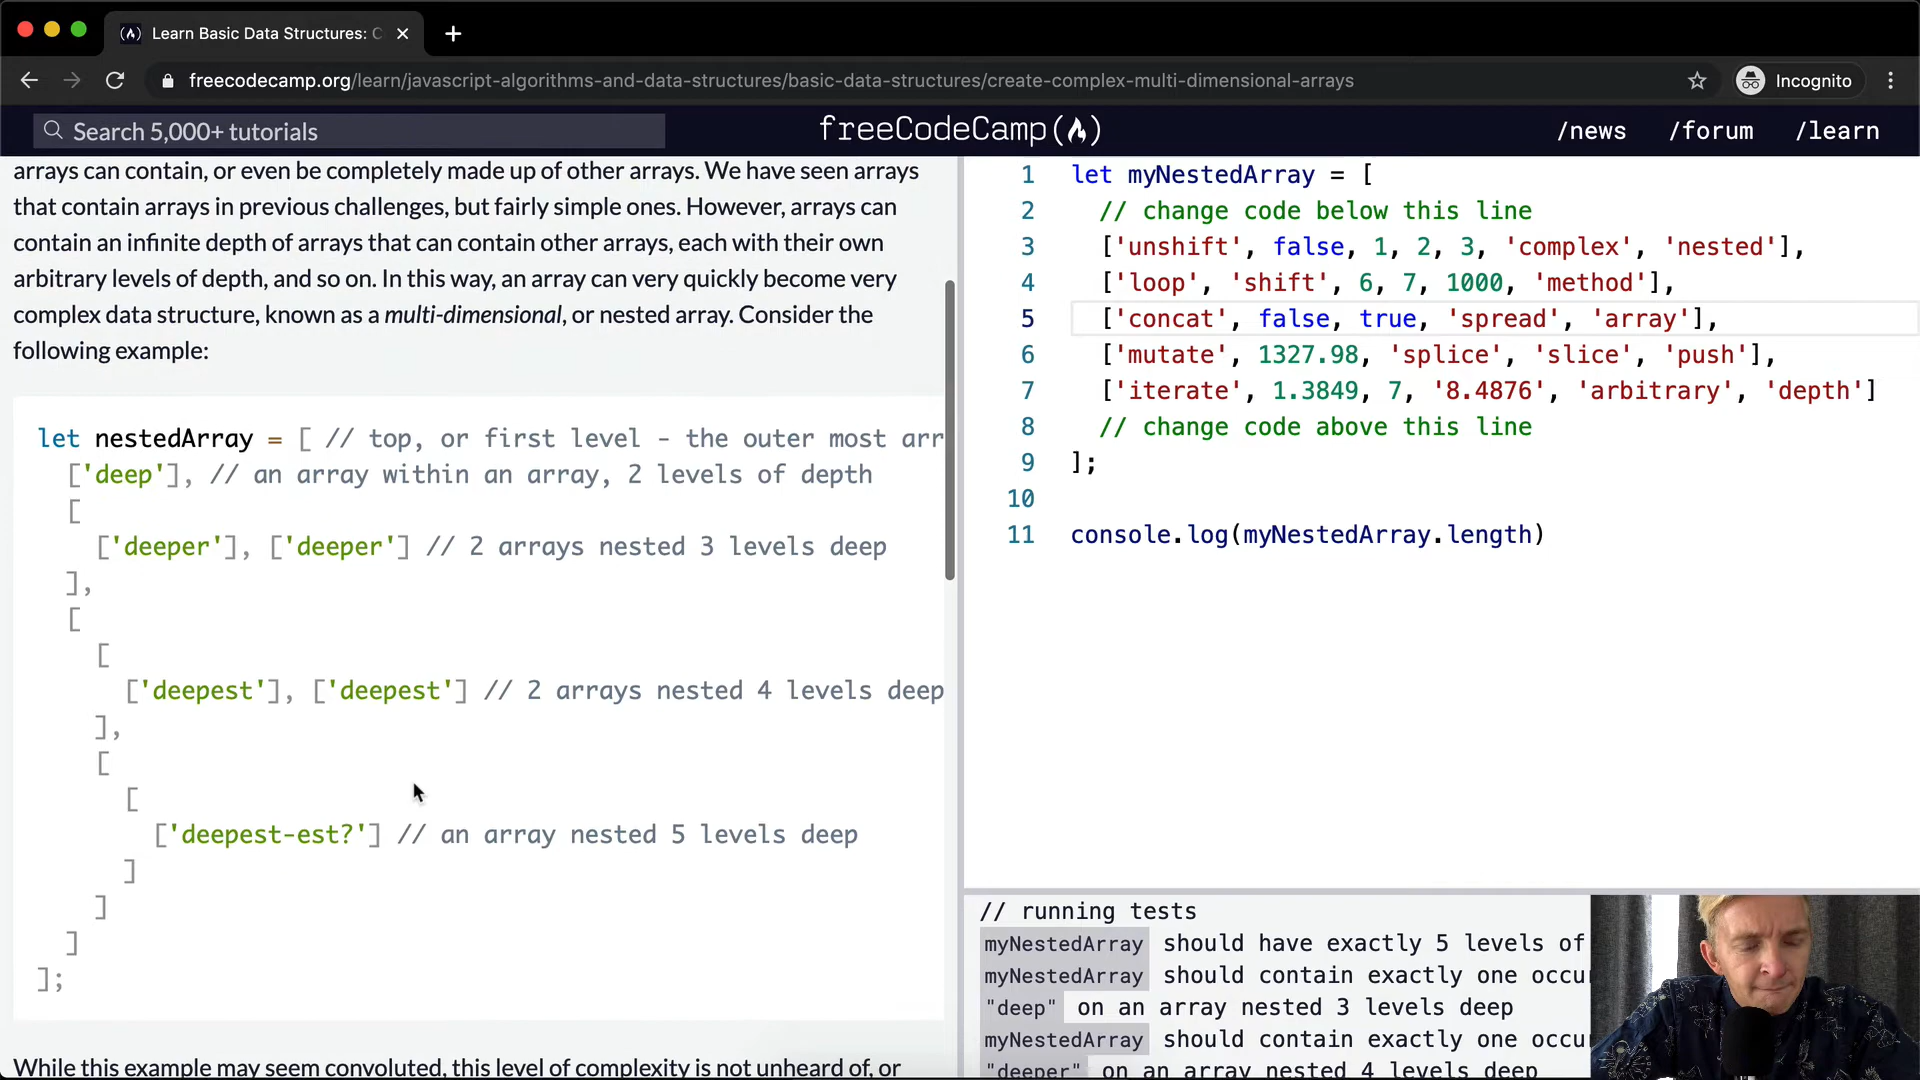 Learn Basic Data Structures: C
freecodecamp.org/learn/javascript-algorithms-and-data-structures/basic-data-structures/create-complex-multi-dimensional-arrays
Incognito
Search 5,000+ tutorials
freeCodeCamp
/news /forum /learn
arrays can contain, or even be completely made up of other arrays. We have seen arrays
that contain arrays in previous challenges, but fairly simple ones. However, arrays can
contain an infinite depth of arrays that can contain other arrays, each with their own
arbitrary levels of depth, and so on. In this way, an array can very quickly become very
complex data structure, known as a multi-dimensional, or nested array. Consider the
following example:
let nestedArray = [ // top, or first level - the outer most arr
['deep'], // an array within an array, 2 levels of depth
[
['deeper'], ['deeper'] // 2 arrays nested 3 levels deep
],
[
[
['deepest'], ['deepest'] // 2 arrays nested 4 levels deep
],
[
[
['deepest-est?'] // an array nested 5 levels deep
]
]
]
];
While this example may seem convoluted, this level of complexity is not unheard of, or
1 let myNestedArray = [
2 // change code below this line
3 ['unshift', false, 1, 2, 3, 'complex', 'nested'],
4 ['loop', 'shift', 6, 7, 1000, 'method'],
5 ['concat', false, true, 'spread', 'array'],
6 ['mutate', 1327.98, 'splice', 'slice', 'push'],
7 ['iterate', 1.3849, 7, '8.4876', 'arbitrary', 'depth']
8 // change code above this line
9 ];
10
11 console.log(myNestedArray.length)
// running tests
myNestedArray should have exactly 5 levels of
myNestedArray should contain exactly one occu
"deep" on an array nested 3 levels deep
myNestedArray should contain exactly one occu
"deeper" on an array nested 4 levels deep